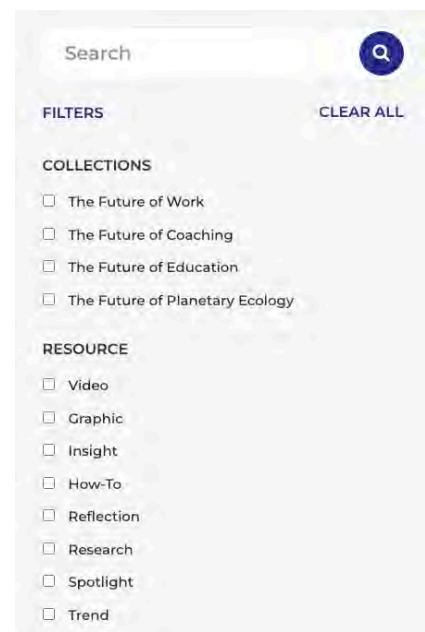 Search
FILTERS CLEAR ALL
COLLECTIONS
The Future of Work
The Future of Coaching
The Future of Education
The Future of Planetary Ecology
RESOURCE
Video
Graphic
Insight
How-To
Reflection
Research
Spotlight
Trend